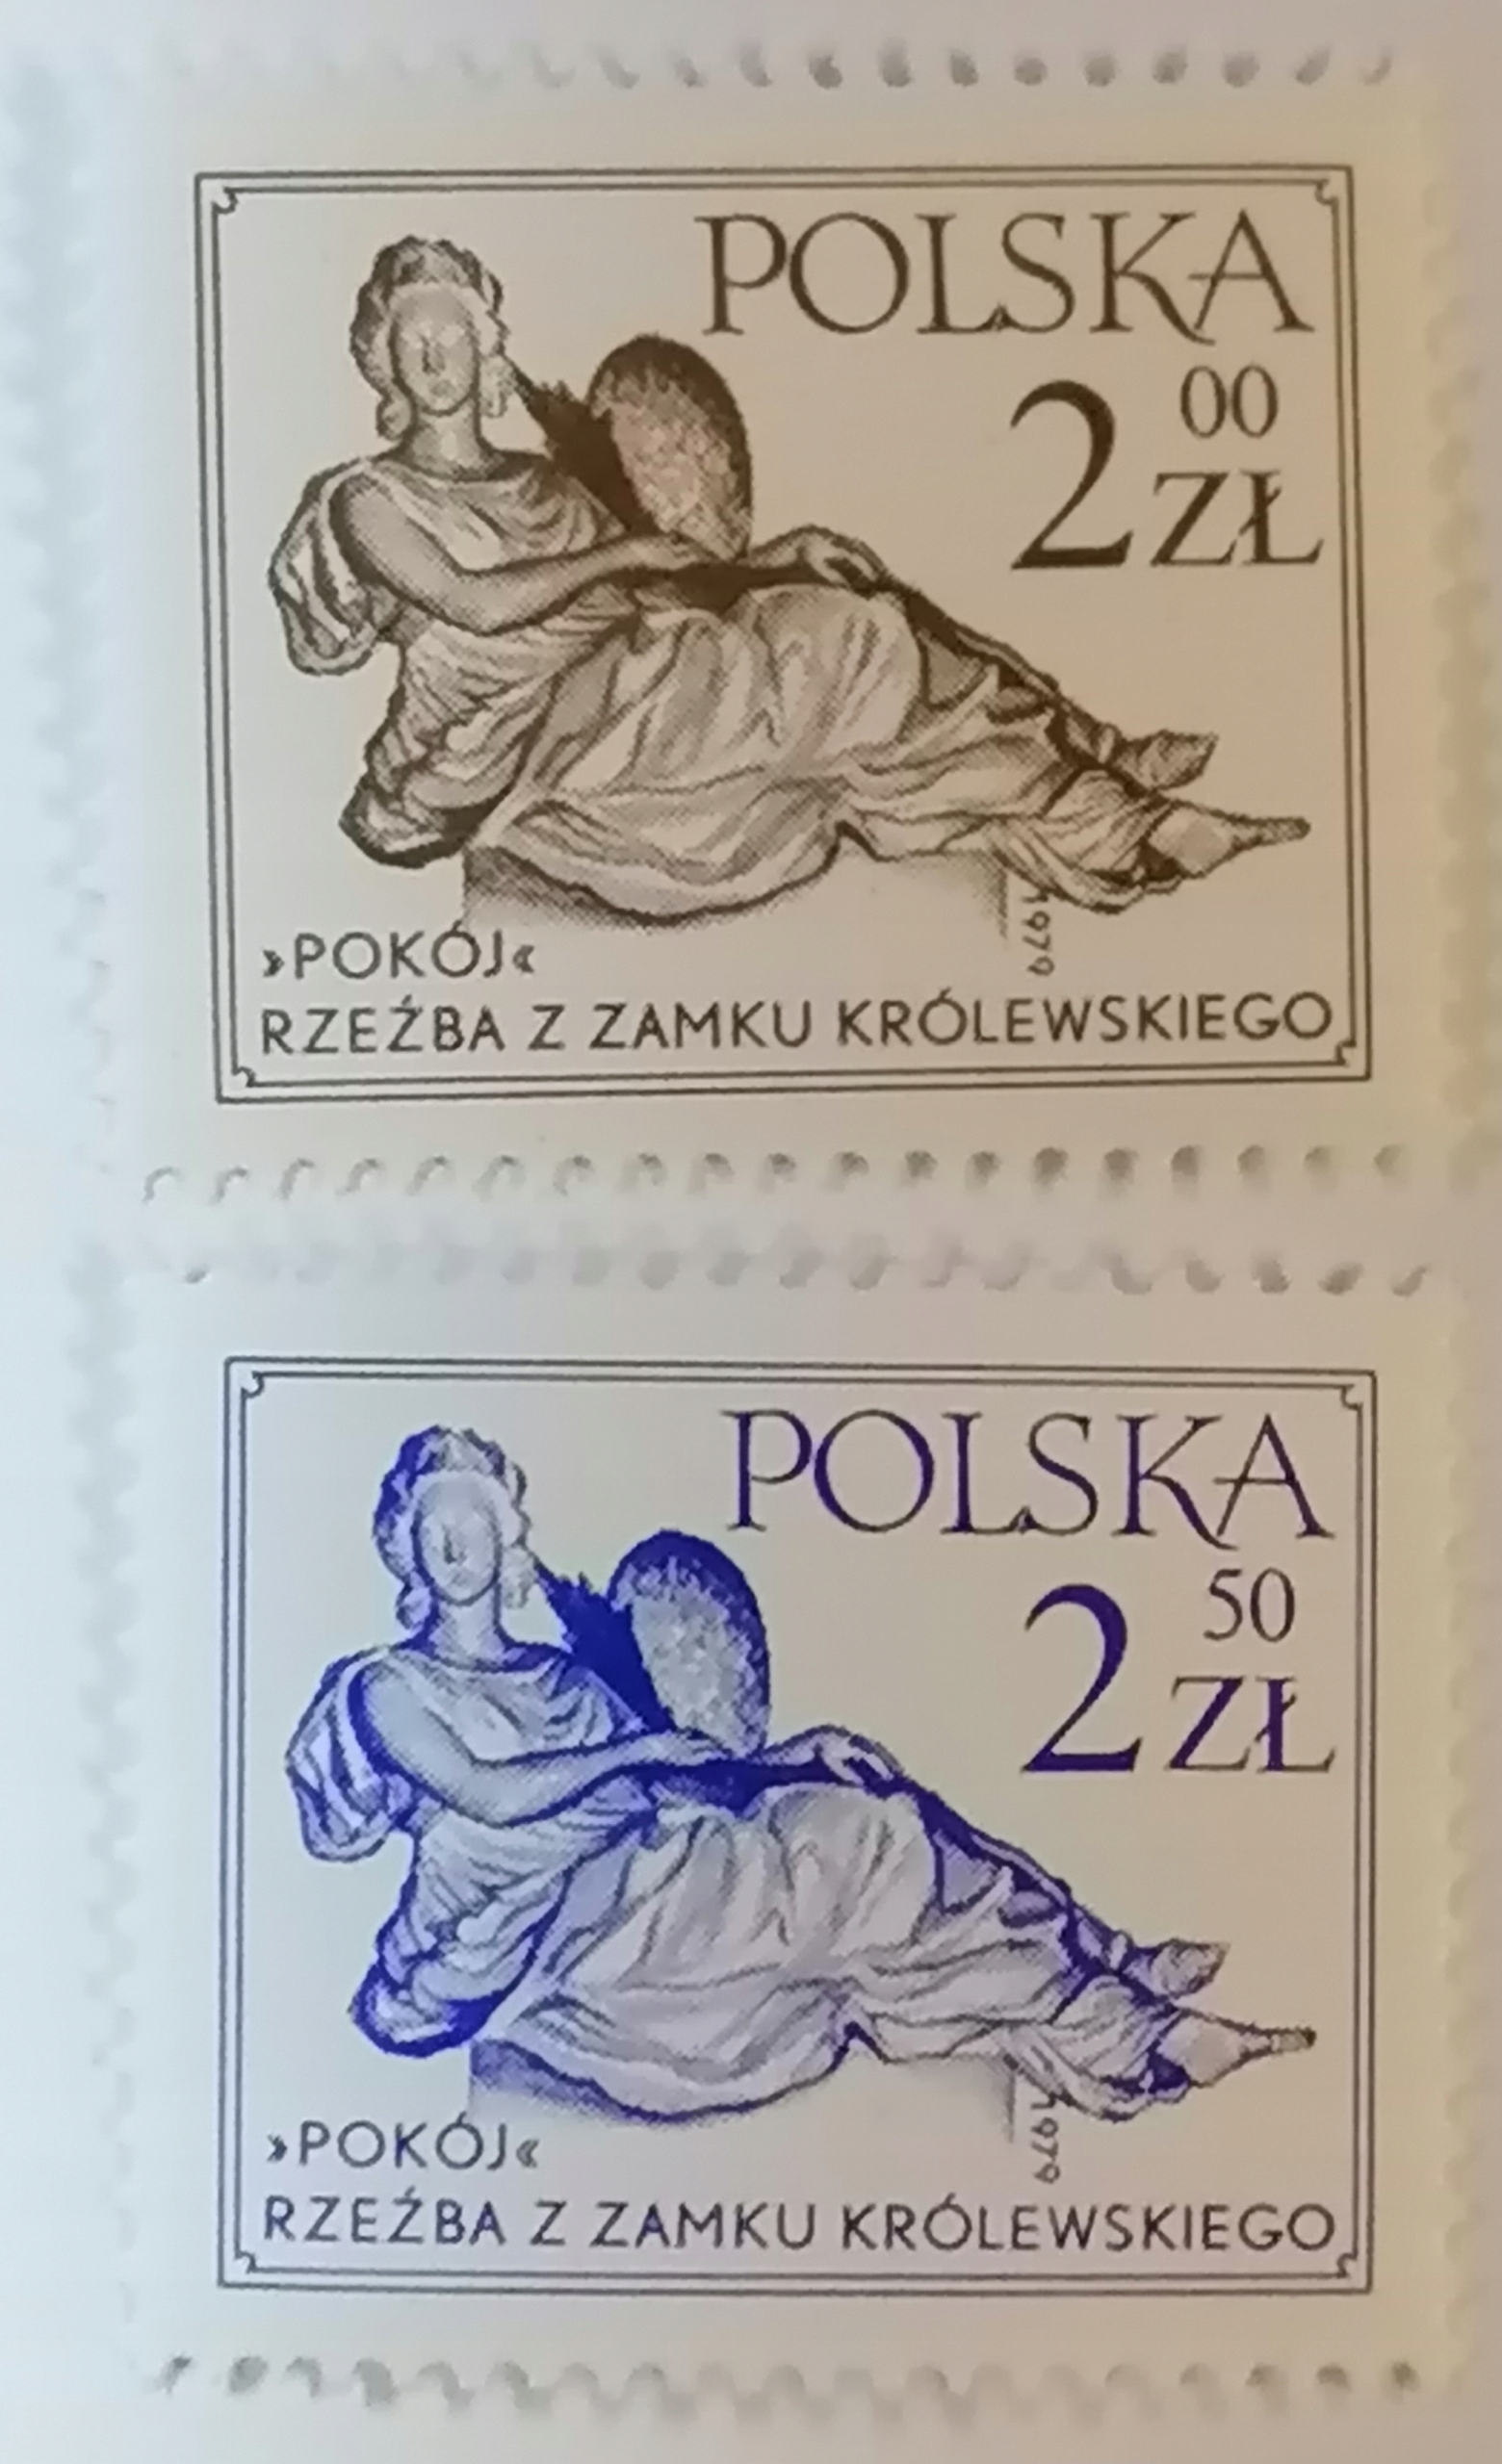 POLSKA
2 00 ZŁ
1979
»POKÓJ«
RZEŹBA Z ZAMKU KRÓLEWSKIEGO
POLSKA
2 50 ZŁ
1979
»POKÓJ«
RZEŹBA Z ZAMKU KRÓLEWSKIEGO